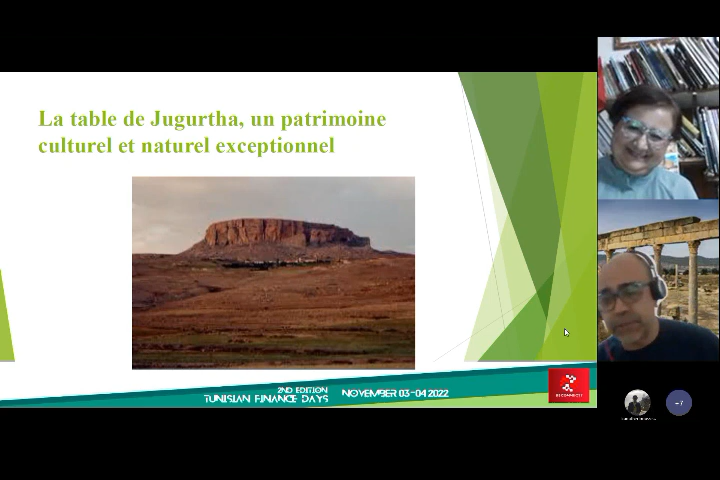 La table de Jugurtha, un patrimoine
culturel et naturel exceptionnel
2ND EDITION
TUNISIAN FINANCE DAYS
NOVEMBER 03-04 2022
+7